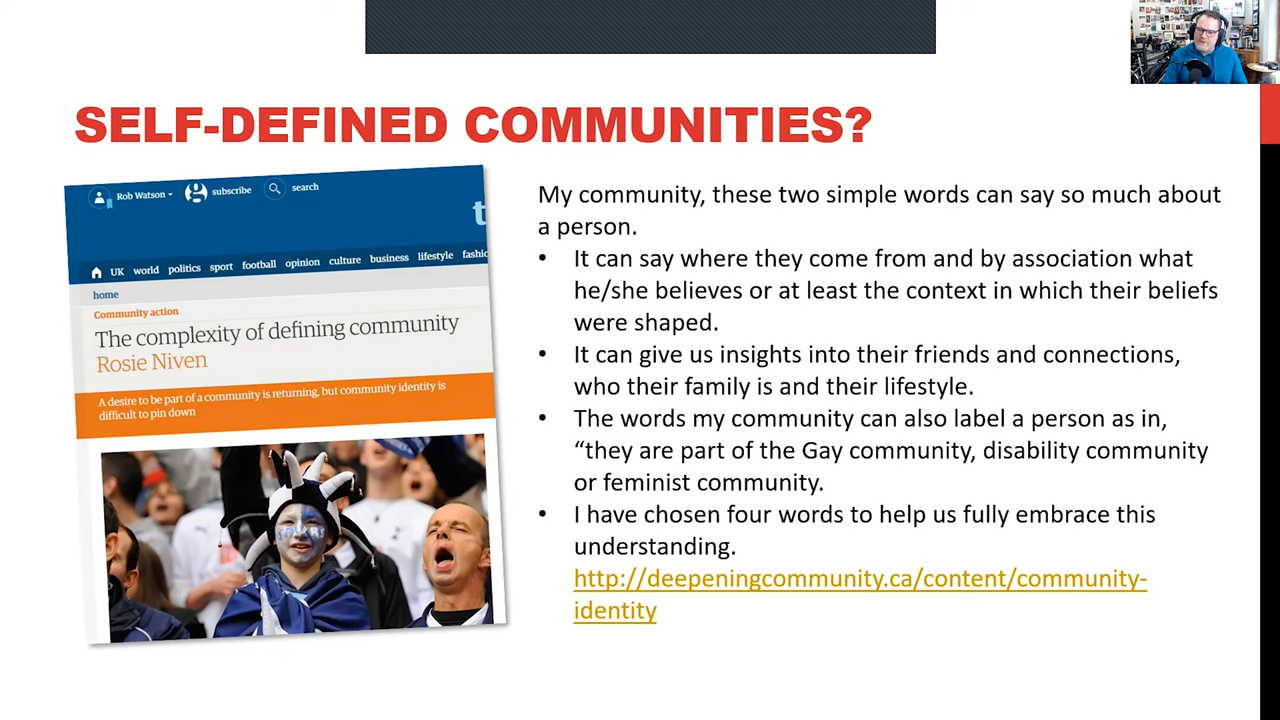 SELF-DEFINED COMMUNITIES?
Rob Watson
subscribe
search
t
UK world politics sport football opinion culture business lifestyle fashi
home
Community action
The complexity of defining community
Rosie Niven
A desire to be part of a community is returning, but community identity is
difficult to pin down
My community, these two simple words can say so much about
a person.
• It can say where they come from and by association what
he/she believes or at least the context in which their beliefs
were shaped.
• It can give us insights into their friends and connections,
who their family is and their lifestyle.
• The words my community can also label a person as in,
“they are part of the Gay community, disability community
or feminist community.
• I have chosen four words to help us fully embrace this
understanding.
http://deepeningcommunity.ca/content/community-
identity